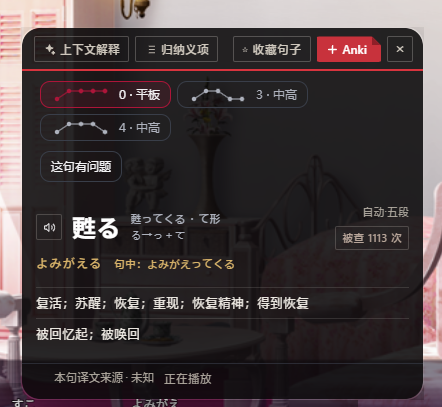 上下文解释 归纳义项 ☆ 收藏句子 + Anki ×
0 · 平板 3 · 中高
4 · 中高
这句有问题
自动·五段
甦る 甦ってくる · て形
る→っ + て
被查 1113 次
よみがえる 句中：よみがえってくる
复活；苏醒；恢复；重现；恢复精神；得到恢复
被回忆起；被唤回
本句译文来源 · 未知 正在播放
よみがえ